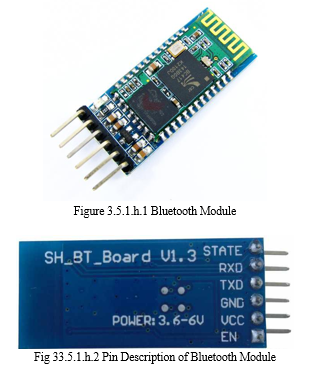 Figure 3.5.1.h.1 Bluetooth Module
SH_BT_Board V1.3
STATE
RXD
TXD
GND
VCC
EN
POWER:3.6-6V
Fig 33.5.1.h.2 Pin Description of Bluetooth Module